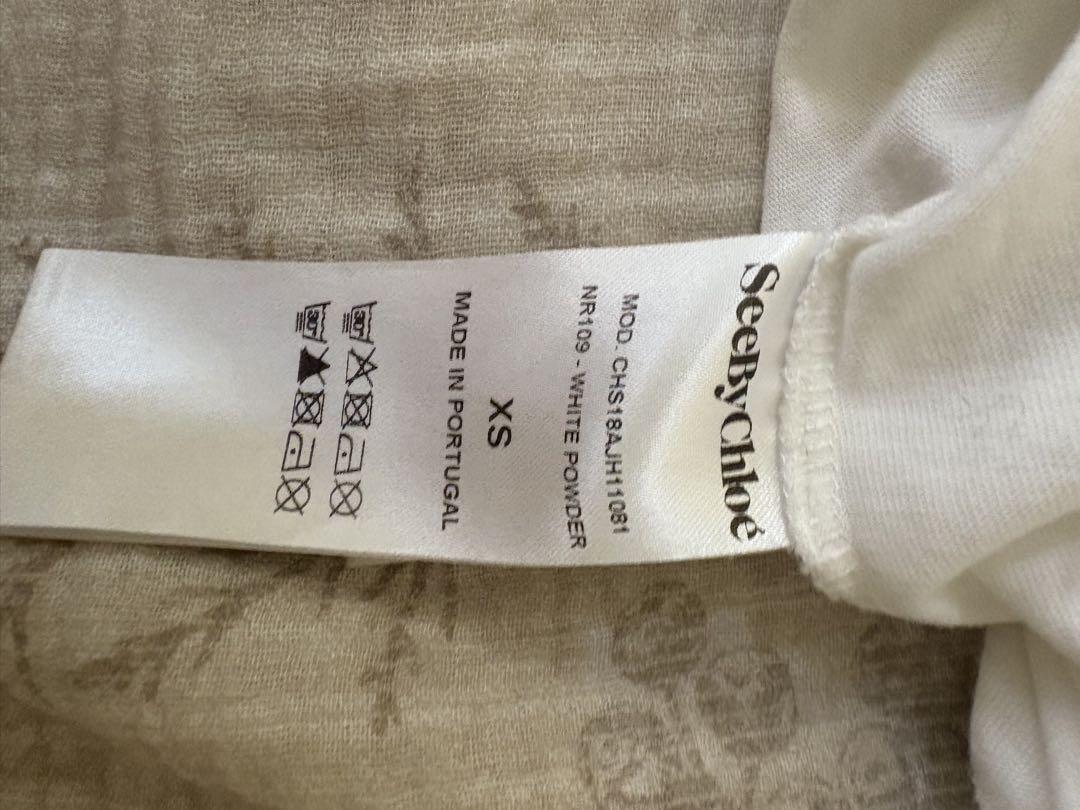 SeeByChloé
MOD. CHS18AJH11081
NR109 - WHITE POWDER
XS
MADE IN PORTUGAL
30°
30°